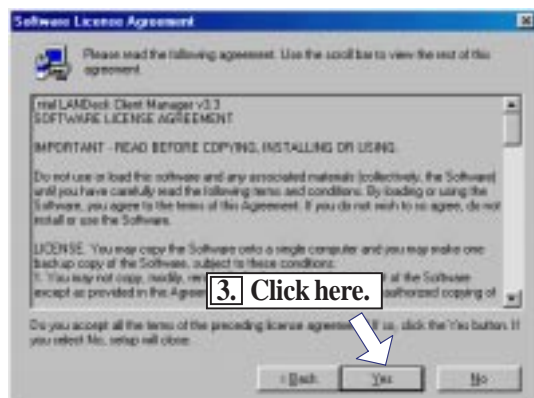 Software License Agreement
Please read the following agreement. Use the scroll bar to view the rest of this
agreement.
Intel LANDesk Client Manager v3.3
SOFTWARE LICENSE AGREEMENT
IMPORTANT - READ BEFORE COPYING, INSTALLING OR USING.
Do not use or load this software and any associated materials (collectively, the Software)
until you have carefully read the following terms and conditions. By loading or using the
Software, you agree to the terms of this Agreement. If you do not wish to so agree, do not
install or use the Software.
LICENSE. You may copy the Software onto a single computer and you may make one
back-up copy of the Software, subject to these conditions:
1. You may not copy, modify, of the Software
except as provided in this authorized copying of
3. Click here.
Do you accept all the terms of the preceding license If so, click the Yes button. If
you select No, setup will close.
< Back
Yes
No